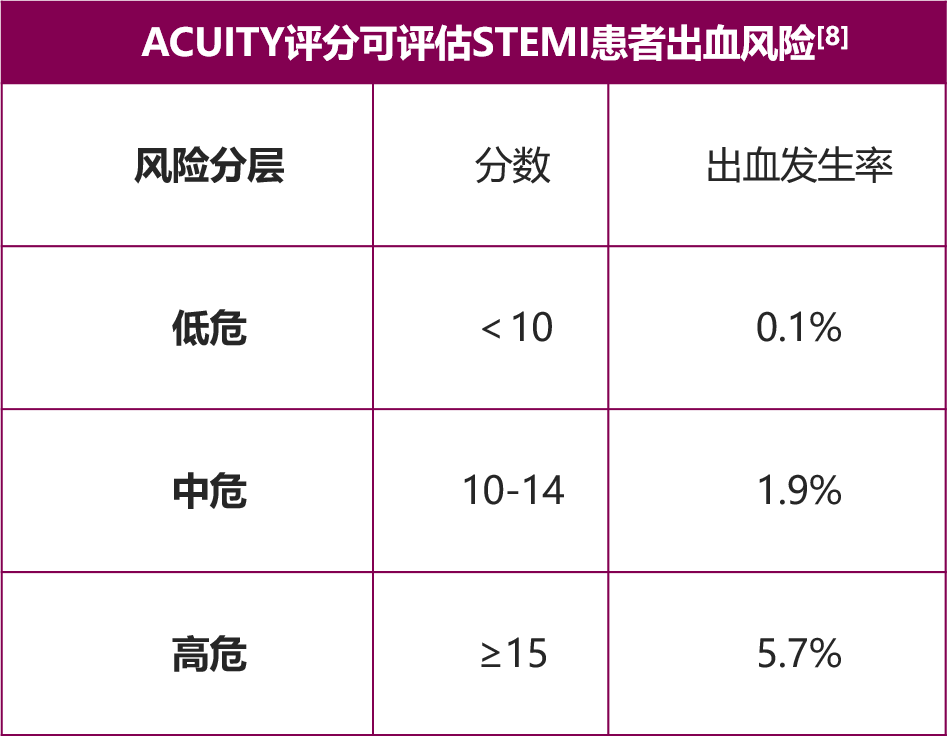 ACUITY评分可评估STEMI患者出血风险[8]
风险分层 分数 出血发生率
低危 ＜10 0.1%
中危 10-14 1.9%
高危 ≥15 5.7%